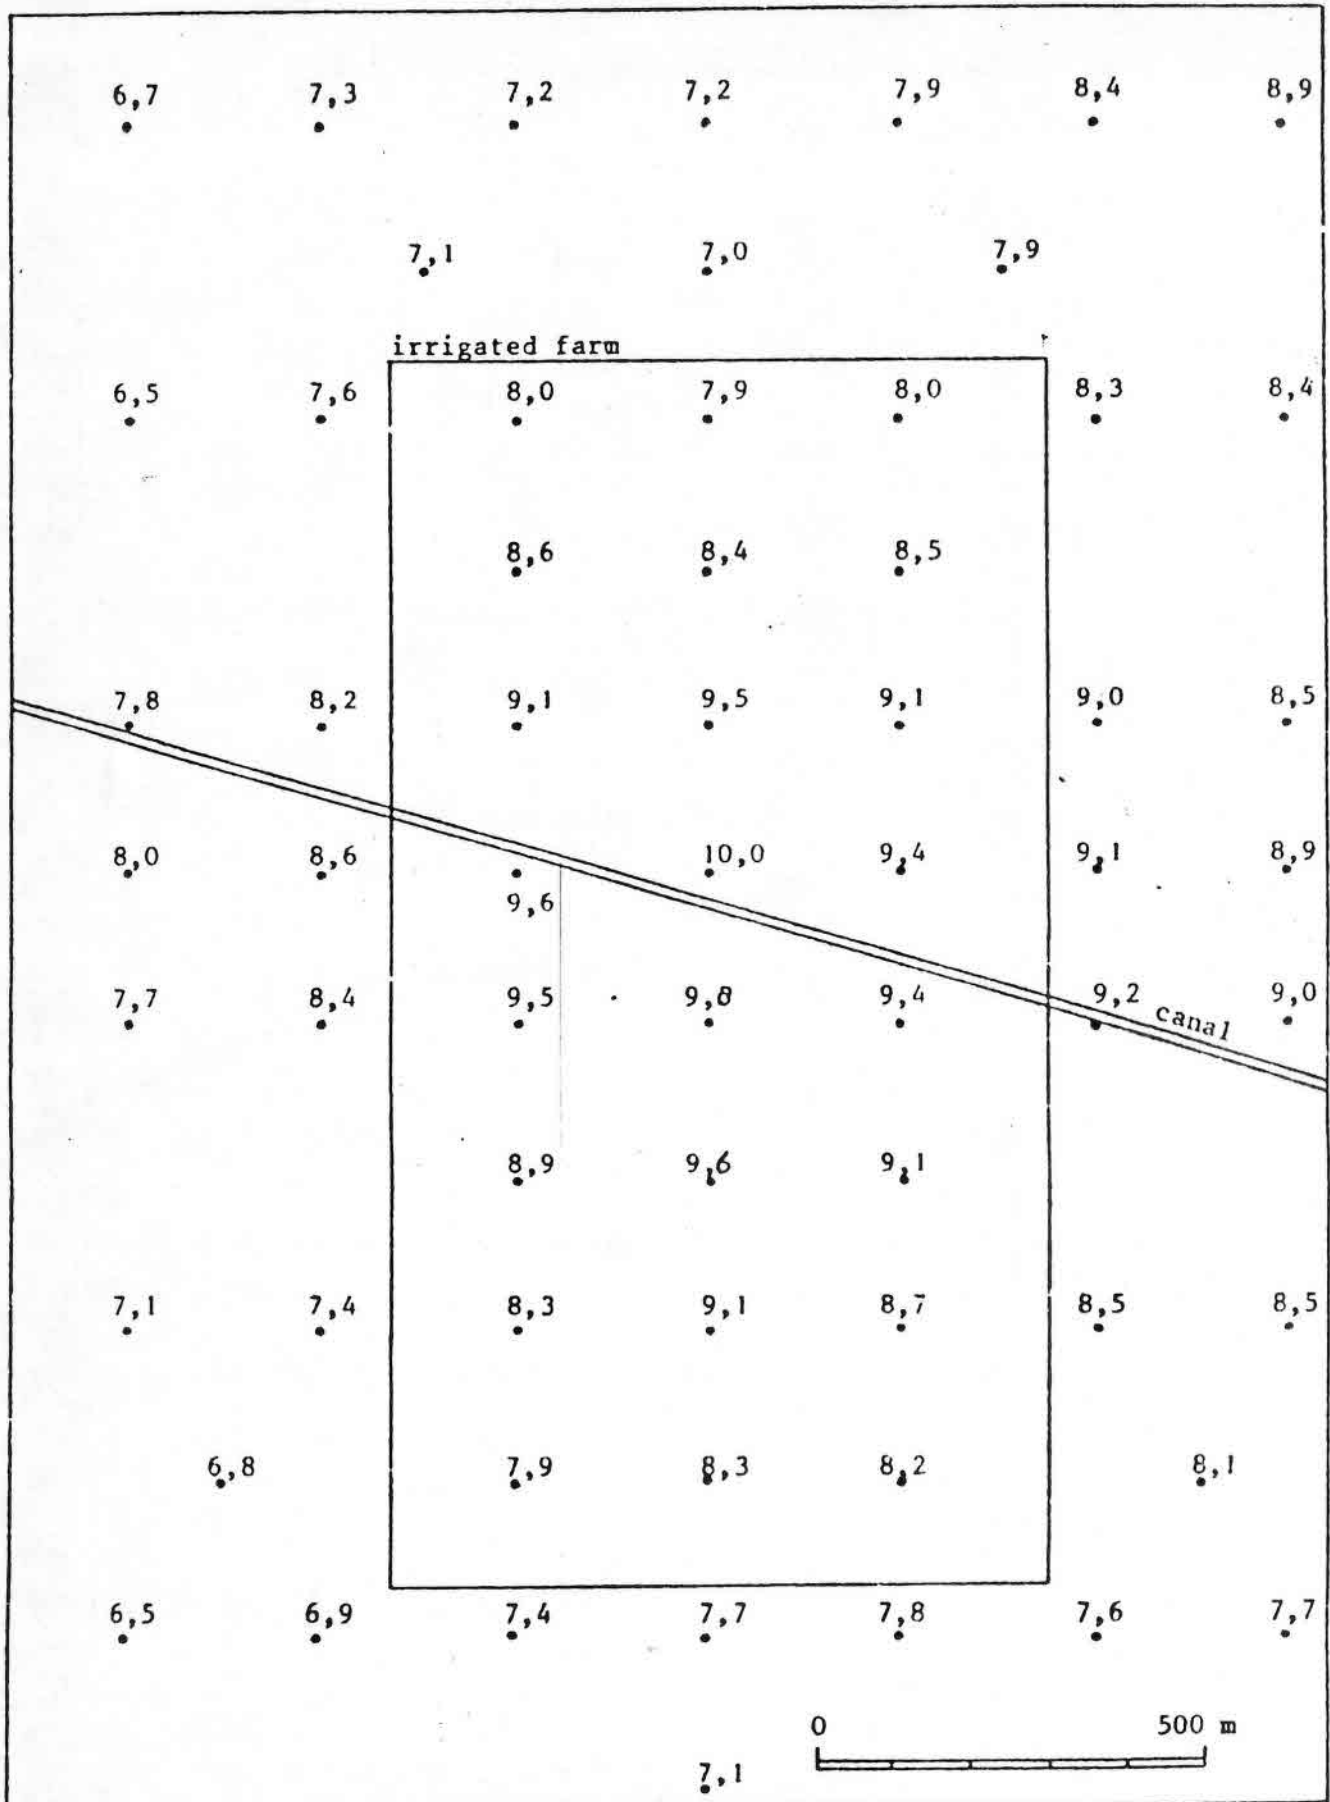 6,7 7,3 7,2 7,2 7,9 8,4 8,9
7,1 7,0 7,9
irrigated farm
6,5 7,6 8,0 7,9 8,0 8,3 8,4
8,6 8,4 8,5
7,8 8,2 9,1 9,5 9,1 9,0 8,5
8,0 8,6 10,0 9,4 9,1 8,9
9,6
7,7 8,4 9,5 9,8 9,4 9,2 9,0
canal
8,9 9,6 9,1
7,1 7,4 8,3 9,1 8,7 8,5 8,5
6,8 7,9 8,3 8,2 8,1
6,5 6,9 7,4 7,7 7,8 7,6 7,7
0 500 m
7,1